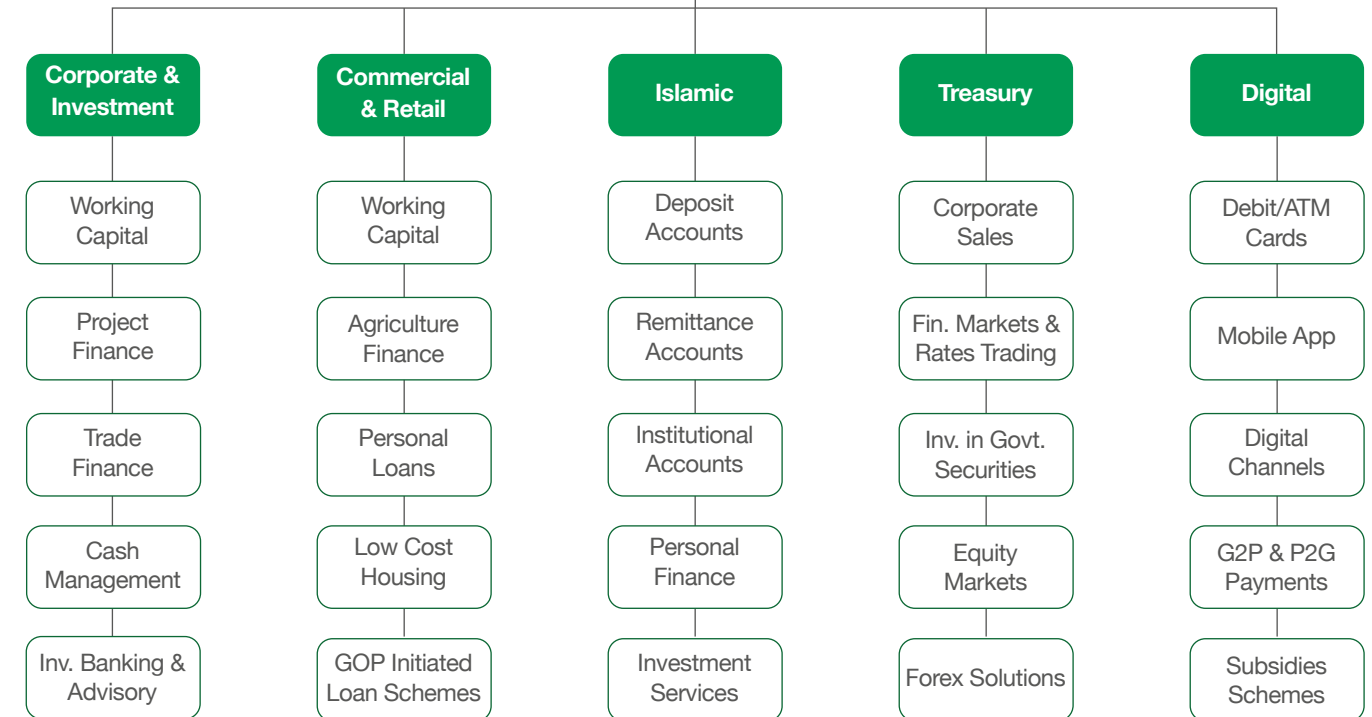 Corporate &
Investment
Commercial
& Retail
Islamic
Treasury
Digital
Working
Capital
Working
Capital
Deposit
Accounts
Corporate
Sales
Debit/ATM
Cards
Project
Finance
Agriculture
Finance
Remittance
Accounts
Fin. Markets &
Rates Trading
Mobile App
Trade
Finance
Personal
Loans
Institutional
Accounts
Inv. in Govt.
Securities
Digital
Channels
Cash
Management
Low Cost
Housing
Personal
Finance
Equity
Markets
G2P & P2G
Payments
Inv. Banking &
Advisory
GOP Initiated
Loan Schemes
Investment
Services
Forex Solutions
Subsidies
Schemes